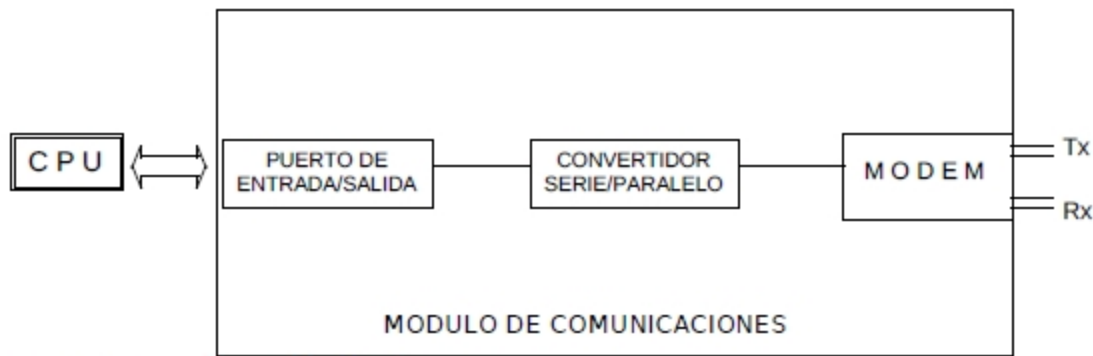 CPU
PUERTO DE
ENTRADA/SALIDA
CONVERTIDOR
SERIE/PARALELO
MODEM
Tx
Rx
MODULO DE COMUNICACIONES